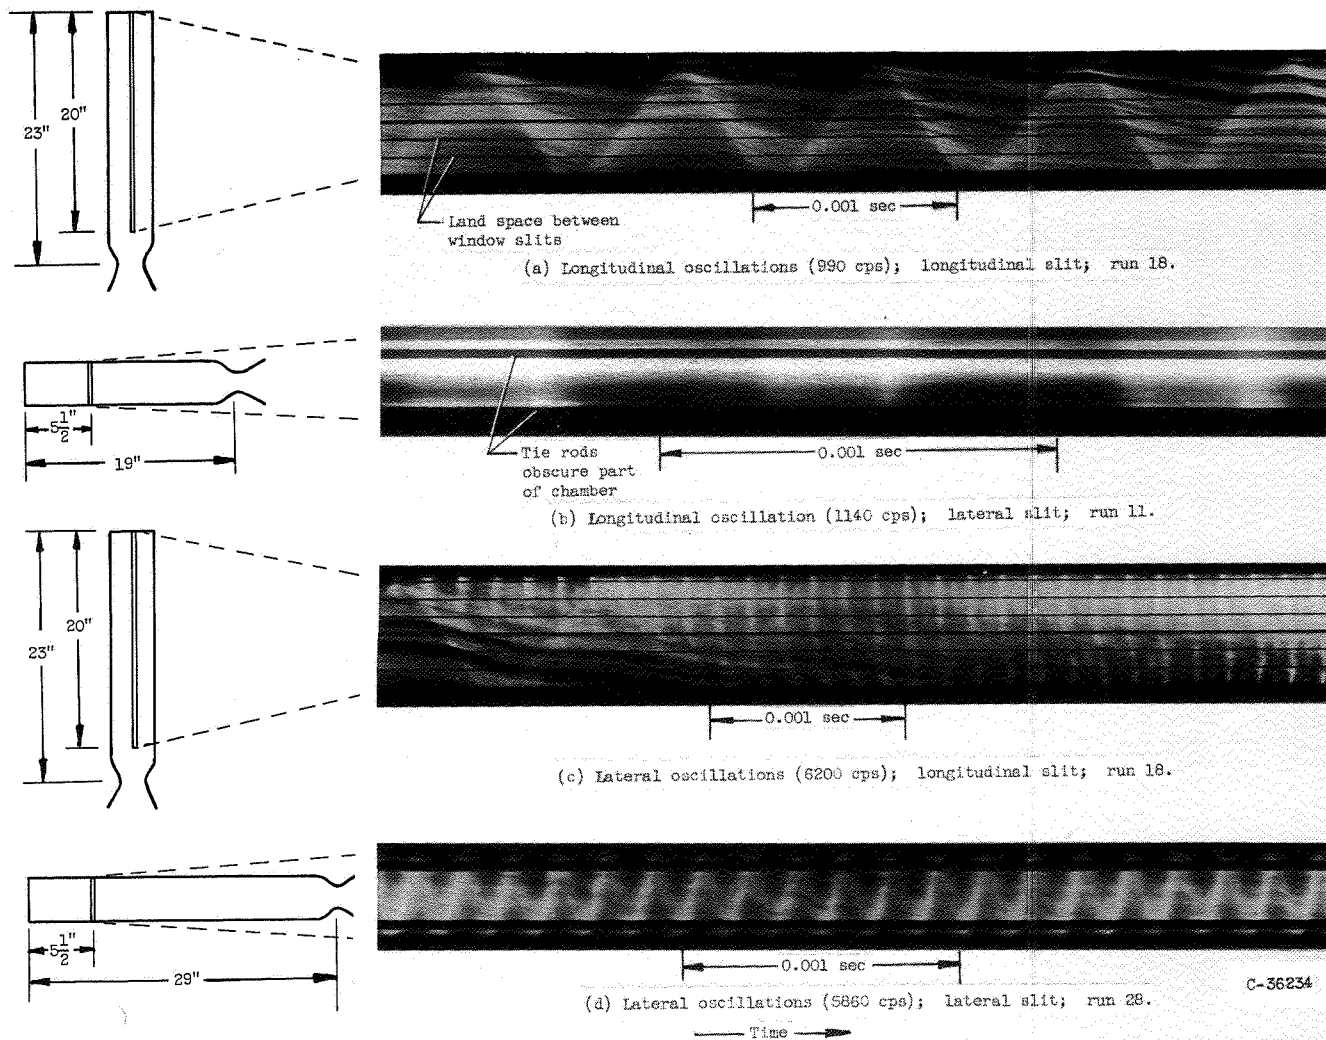 23"
20"
0.001 sec
Land space between
window slits
(a) Longitudinal oscillations (990 cps); longitudinal slit; run 18.
5 1/2"
19"
0.001 sec
Tie rods
obscure part
of chamber
(b) Longitudinal oscillation (1140 cps); lateral slit; run 11.
23"
20"
0.001 sec
(c) Lateral oscillations (6200 cps); longitudinal slit; run 18.
5 1/2"
29"
0.001 sec
C-36234
(d) Lateral oscillations (5860 cps); lateral slit; run 28.
Time